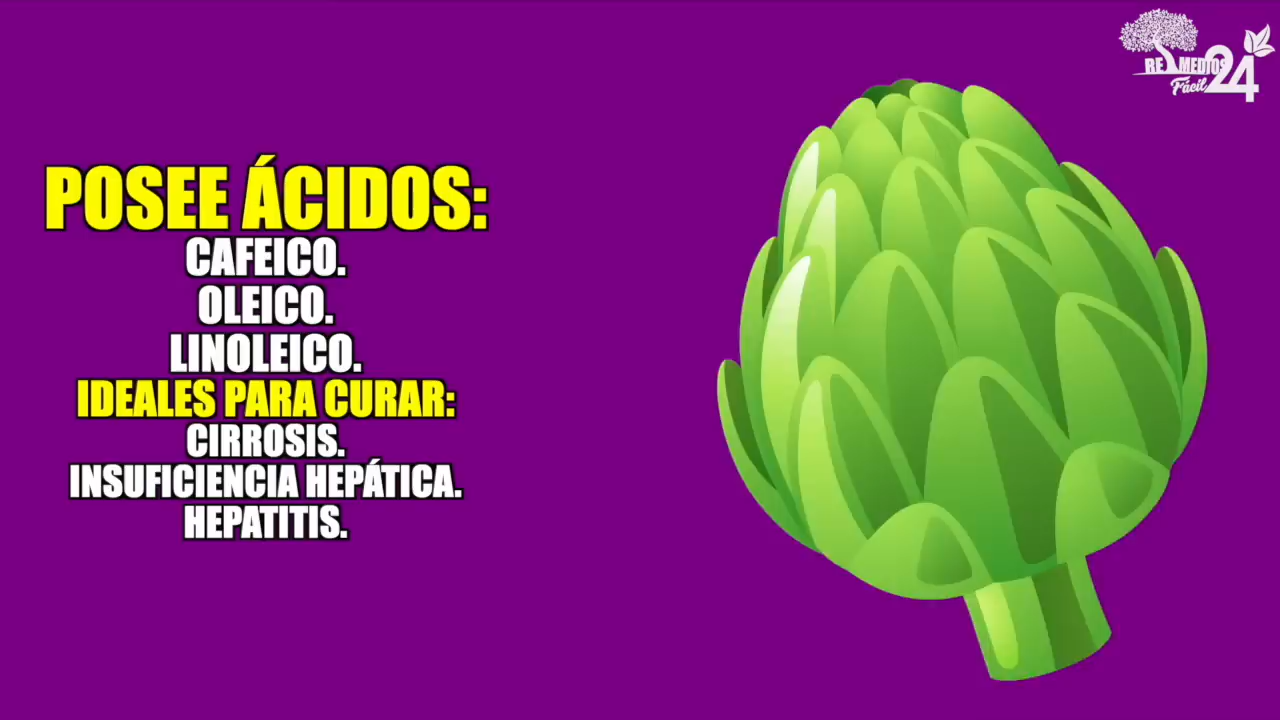 REMEDIOS
Fácil 24
POSEE ÁCIDOS:
CAFEICO.
OLEICO.
LINOLEICO.
IDEALES PARA CURAR:
CIRROSIS.
INSUFICIENCIA HEPÁTICA.
HEPATITIS.